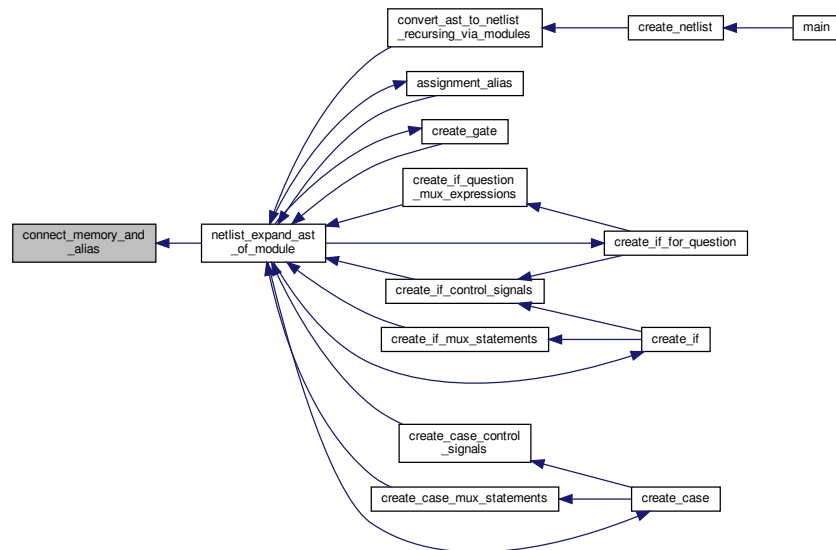 convert_ast_to_netlist
_recursing_via_modules
create_netlist
main
assignment_alias
create_gate
create_if_question
_mux_expressions
connect_memory_and
_alias
netlist_expand_ast
_of_module
create_if_for_question
create_if_control_signals
create_if_mux_statements
create_if
create_case_control
_signals
create_case_mux_statements
create_case